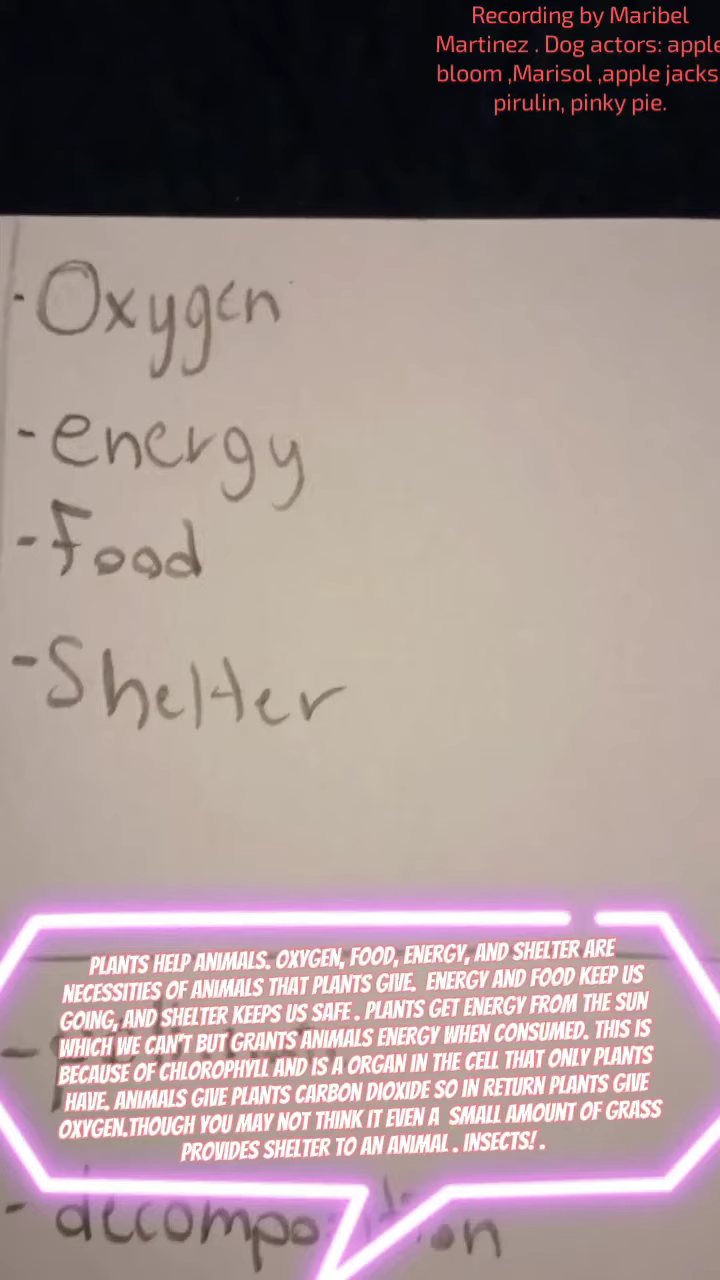 Recording by Maribel
Martinez . Dog actors: apple
bloom ,Marisol ,apple jacks
pirulin, pinky pie.
- Oxygen
- energy
- Food
- Shelter
PLANTS HELP ANIMALS. OXYGEN, FOOD, ENERGY, AND SHELTER ARE
NECESSITIES OF ANIMALS THAT PLANTS GIVE. ENERGY AND FOOD KEEP US
GOING, AND SHELTER KEEPS US SAFE . PLANTS GET ENERGY FROM THE SUN
WHICH WE CAN'T BUT GRANTS ANIMALS ENERGY WHEN CONSUMED. THIS IS
BECAUSE OF CHLOROPHYLL AND IS A ORGAN IN THE CELL THAT ONLY PLANTS
HAVE. ANIMALS GIVE PLANTS CARBON DIOXIDE SO IN RETURN PLANTS GIVE
OXYGEN.THOUGH YOU MAY NOT THINK IT EVEN A SMALL AMOUNT OF GRASS
PROVIDES SHELTER TO AN ANIMAL . INSECTS! .
- decomposition